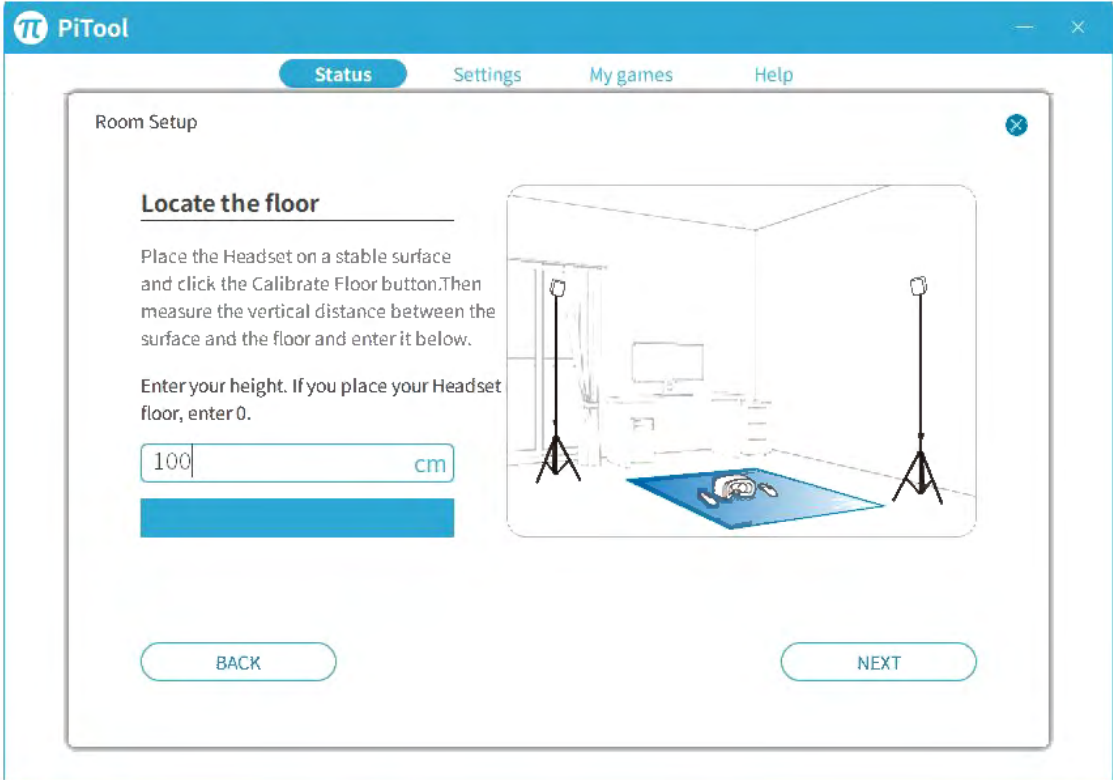 π PiTool
Status Settings My games Help
Room Setup
Locate the floor
Place the Headset on a stable surface
and click the Calibrate Floor button.Then
measure the vertical distance between the
surface and the floor and enter it below.
Enter your height. If you place your Headset
floor, enter 0.
100 cm
BACK NEXT